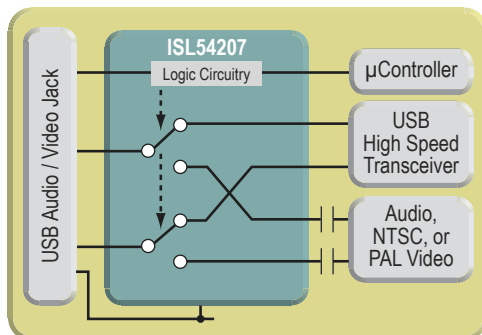 ISL54207
Logic Circuitry
µController
USB Audio / Video Jack
USB
High Speed
Transceiver
Audio,
NTSC, or
PAL Video